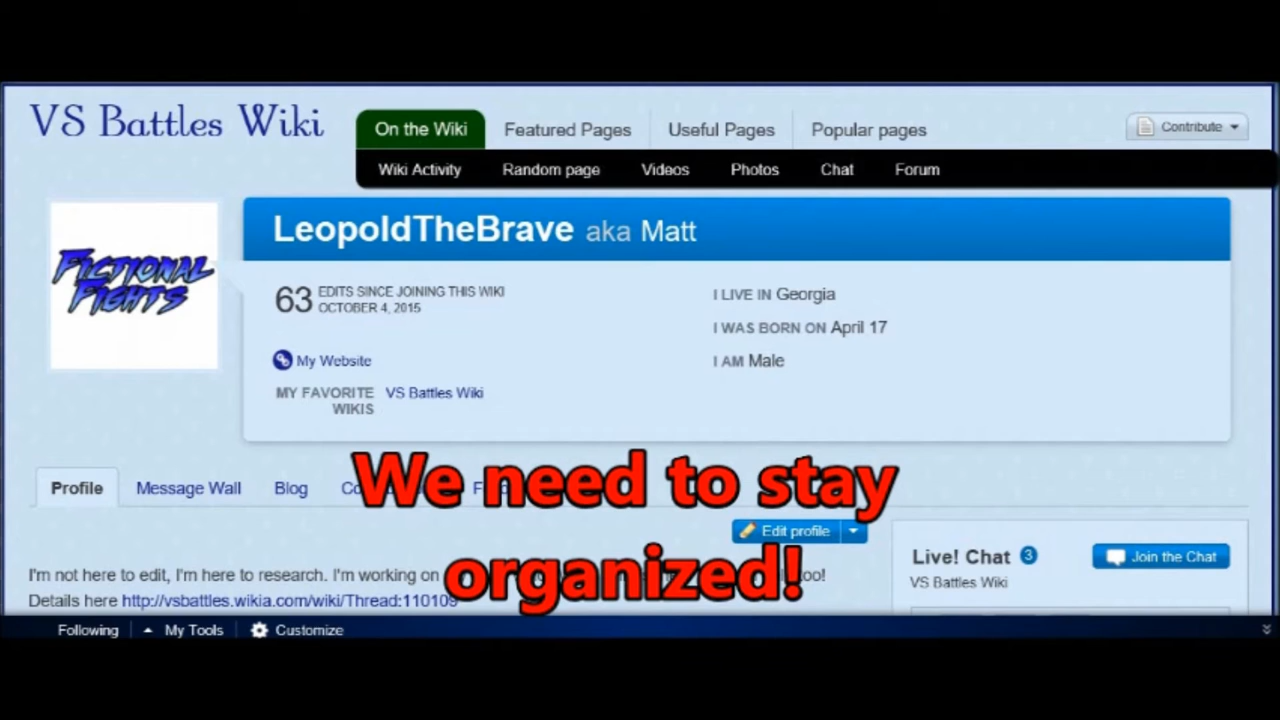 VS Battles Wiki
On the Wiki
Featured Pages
Useful Pages
Popular pages
Contribute
Wiki Activity
Random page
Videos
Photos
Chat
Forum
FICTIONAL
FIGHTS
LeopoldTheBrave aka Matt
63 EDITS SINCE JOINING THIS WIKI
OCTOBER 4, 2015
I LIVE IN Georgia
I WAS BORN ON April 17
I AM Male
My Website
MY FAVORITE
WIKIS
VS Battles Wiki
We need to stay
organized!
Profile
Message Wall
Blog
Edit profile
I'm not here to edit, I'm here to research. I'm working on
too!
Details here http://vsbattles.wikia.com/wiki/Thread:110109
Live! Chat 3
Join the Chat
VS Battles Wiki
Following
My Tools
Customize